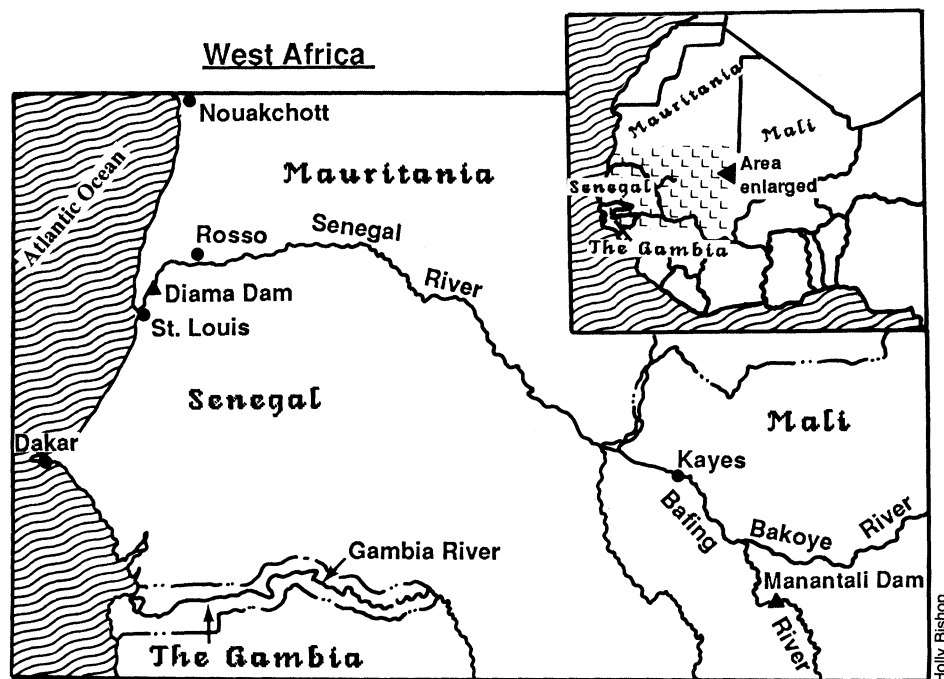 West Africa
Nouakchott
Mauritania
Atlantic Ocean
Rosso
Senegal
River
Diama Dam
St. Louis
Senegal
Dakar
Gambia River
The Gambia
Mauritania
Mali
Area
enlarged
Senegal
The Gambia
Mali
Kayes
Bafing
Bakoye
River
Manantali Dam
River
Holly Bishop